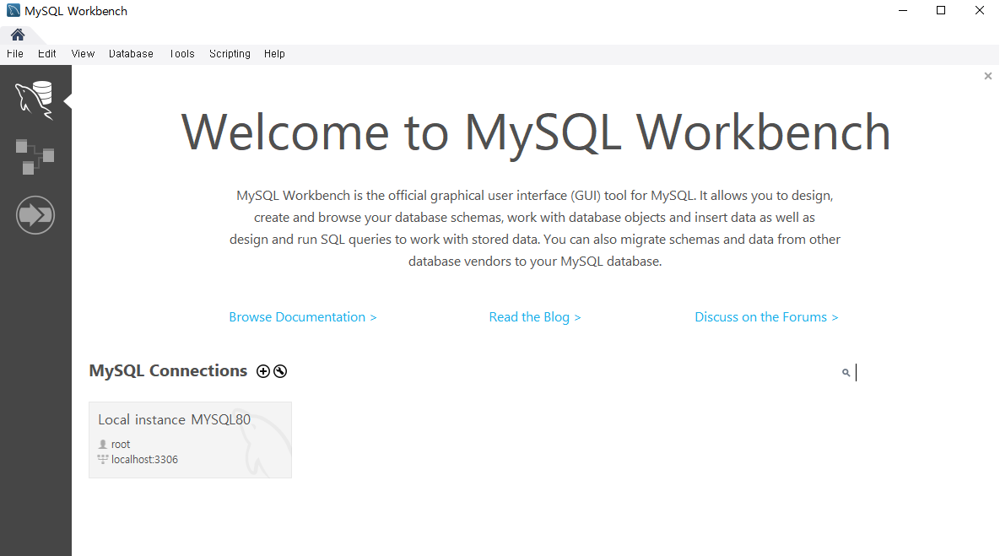 MySQL Workbench
File Edit View Database Tools Scripting Help
Welcome to MySQL Workbench
MySQL Workbench is the official graphical user interface (GUI) tool for MySQL. It allows you to design,
create and browse your database schemas, work with database objects and insert data as well as
design and run SQL queries to work with stored data. You can also migrate schemas and data from other
database vendors to your MySQL database.
Browse Documentation > Read the Blog > Discuss on the Forums >
MySQL Connections
Local instance MYSQL80
root
localhost:3306